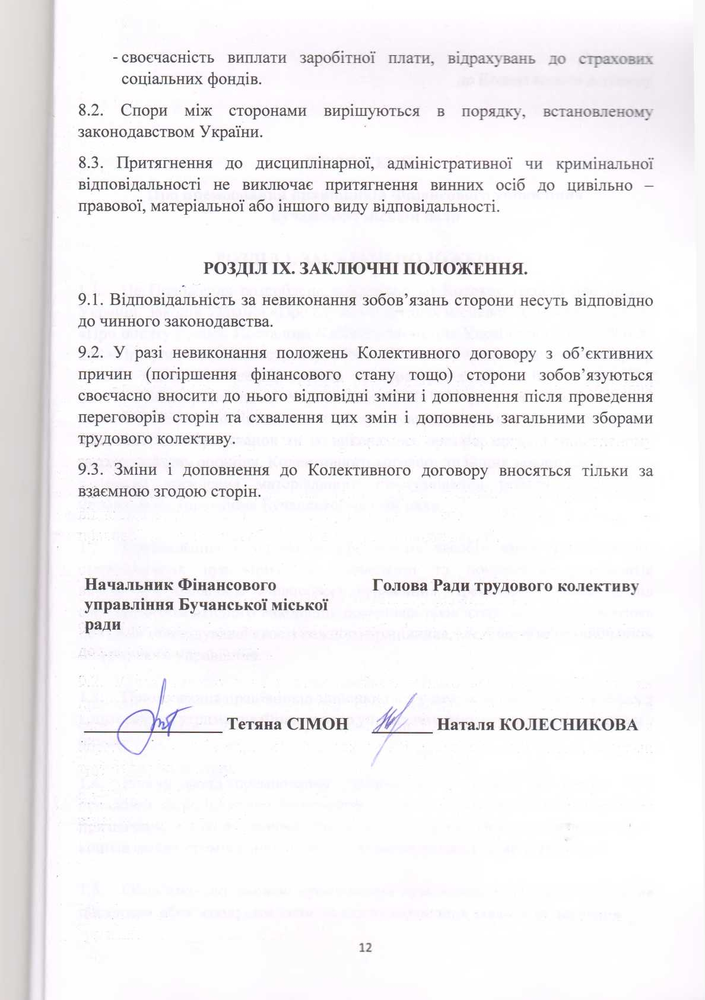 - своєчасність виплати заробітної плати, відрахувань до страхових
соціальних фондів.
8.2. Спори між сторонами вирішуються в порядку, встановленому
законодавством України.
8.3. Притягнення до дисциплінарної, адміністративної чи кримінальної
відповідальності не виключає притягнення винних осіб до цивільно –
правової, матеріальної або іншого виду відповідальності.
РОЗДІЛ ІХ. ЗАКЛЮЧНІ ПОЛОЖЕННЯ.
9.1. Відповідальність за невиконання зобов’язань сторони несуть відповідно
до чинного законодавства.
9.2. У разі невиконання положень Колективного договору з об’єктивних
причин (погіршення фінансового стану тощо) сторони зобов’язуються
своєчасно вносити до нього відповідні зміни і доповнення після проведення
переговорів сторін та схвалення цих змін і доповнень загальними зборами
трудового колективу.
9.3. Зміни і доповнення до Колективного договору вносяться тільки за
взаємною згодою сторін.
Начальник Фінансового
управління Бучанської міської
ради
Голова Ради трудового колективу
Тетяна СІМОН
Наталя КОЛЕСНИКОВА
12